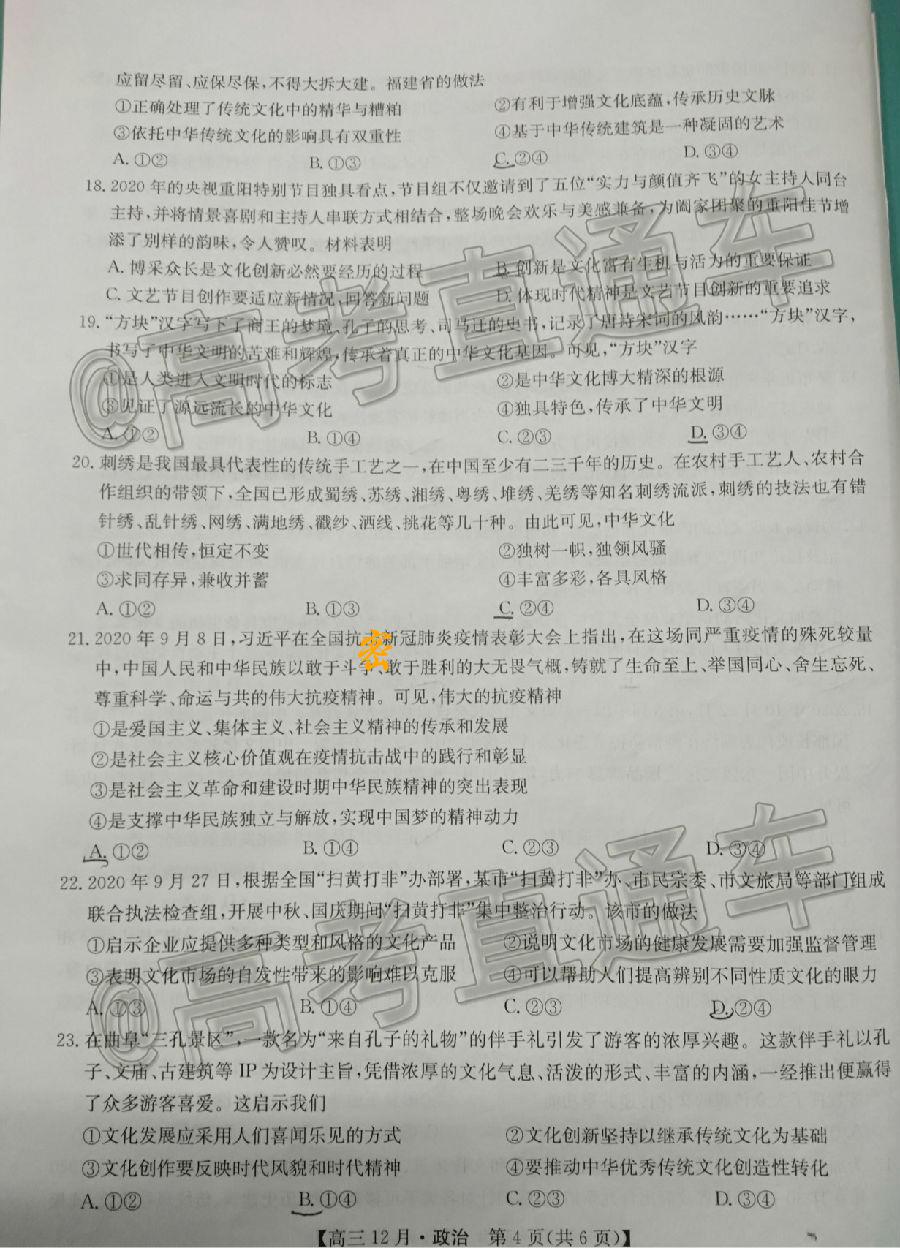 应留尽留、应保尽保,不得大拆大建。福建省的做法
①正确处理了传统文化中的精华与糟粕 ②有利于增强文化底蕴,传承历史文脉
③依托中华传统文化的影响具有双重性 ④基于中华传统建筑是一种凝固的艺术
A.①② B.①③ C.②④ D.③④
18.2020年的央视重阳特别节目独具看点,节目组不仅邀请到了五位“实力与颜值齐飞”的女主持人同台
主持,并将情景喜剧和主持人串联方式相结合,整场晚会欢乐与美感兼备,为阖家团聚的重阳佳节增
添了别样的韵味,令人赞叹。材料表明
A.博采众长是文化创新必然要经历的过程 B.创新是文化富有生机与活力的重要保证
C.文艺节目创作要适应新情况,回答新问题 D.体现时代精神是文艺节目创新的重要追求
19.“方块”汉字写下了商王的梦境、孔子的思考、司马迁的史书,记录了唐诗宋词的风韵……“方块”汉字,
书写了中华文明的苦难和辉煌,传承着真正的中华文化基因。可见,“方块”汉字
①是人类进入文明时代的标志 ②是中华文化博大精深的根源
③见证了源远流长的中华文化 ④独具特色,传承了中华文明
A.①② B.①④ C.②③ D.③④
20.刺绣是我国最具代表性的传统手工艺之一,在中国至少有二三千年的历史。在农村手工艺人、农村合
作组织的带领下,全国已形成蜀绣、苏绣、湘绣、粤绣、堆绣、羌绣等知名刺绣流派,刺绣的技法也有错
针绣、乱针绣、网绣、满地绣、戳纱、洒线、挑花等几十种。由此可见,中华文化
①世代相传,恒定不变 ②独树一帜,独领风骚
③求同存异,兼收并蓄 ④丰富多彩,各具风格
A.①② B.①③ C.②④ D.③④
21.2020年9月8日,习近平在全国抗击新冠肺炎疫情表彰大会上指出,在这场同严重疫情的殊死较量
中,中国人民和中华民族以敢于斗争、敢于胜利的大无畏气概,铸就了生命至上、举国同心、舍生忘死、
尊重科学、命运与共的伟大抗疫精神。可见,伟大的抗疫精神
①是爱国主义、集体主义、社会主义精神的传承和发展
②是社会主义核心价值观在疫情抗击战中的践行和彰显
③是社会主义革命和建设时期中华民族精神的突出表现
④是支撑中华民族独立与解放,实现中国梦的精神动力
A.①② B.①④ C.②③ D.③④
22.2020年9月27日,根据全国“扫黄打非”办部署,某市“扫黄打非”办、市民宗委、市文旅局等部门组成
联合执法检查组,开展中秋、国庆期间“扫黄打非”集中整治行动。该市的做法
①启示企业应提供多种类型和风格的文化产品 ②说明文化市场的健康发展需要加强监督管理
③表明文化市场的自发性带来的影响难以克服 ④可以帮助人们提高辨别不同性质文化的眼力
A.①③ B.①④ C.②③ D.②④
23.在曲阜“三孔景区”,一款名为“来自孔子的礼物”的伴手礼引发了游客的浓厚兴趣。这款伴手礼以孔
子、文庙、古建筑等IP为设计主旨,凭借浓厚的文化气息、活泼的形式、丰富的内涵,一经推出便赢得
了众多游客喜爱。这启示我们
①文化发展应采用人们喜闻乐见的方式 ②文化创新坚持以继承传统文化为基础
③文化创作要反映时代风貌和时代精神 ④要推动中华优秀传统文化创造性转化
A.①② B.①④ C.②③ D.③④
【高三12月·政治 第4页(共6页)】
@高考直通车
@高考直通车
密